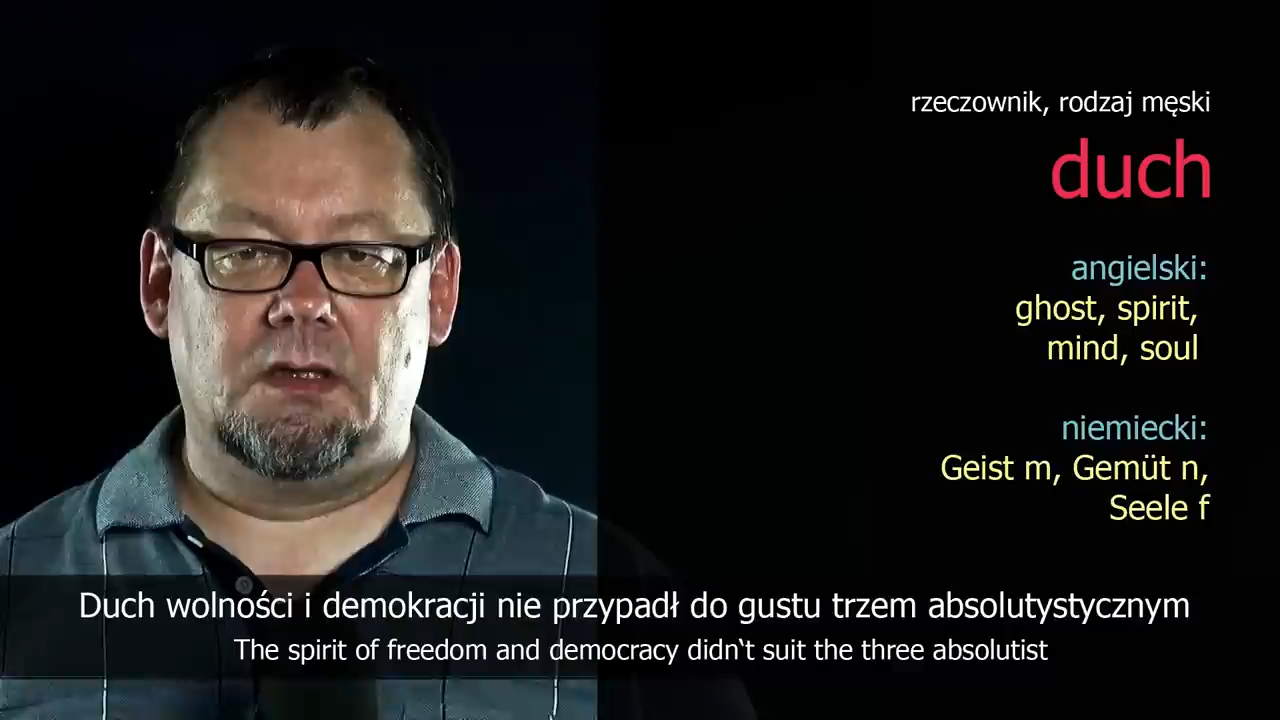 rzeczownik, rodzaj męski
duch
angielski:
ghost, spirit,
mind, soul
niemiecki:
Geist m, Gemüt n,
Seele f
Duch wolności i demokracji nie przypadł do gustu trzem absolutystycznym
The spirit of freedom and democracy didn‛t suit the three absolutist